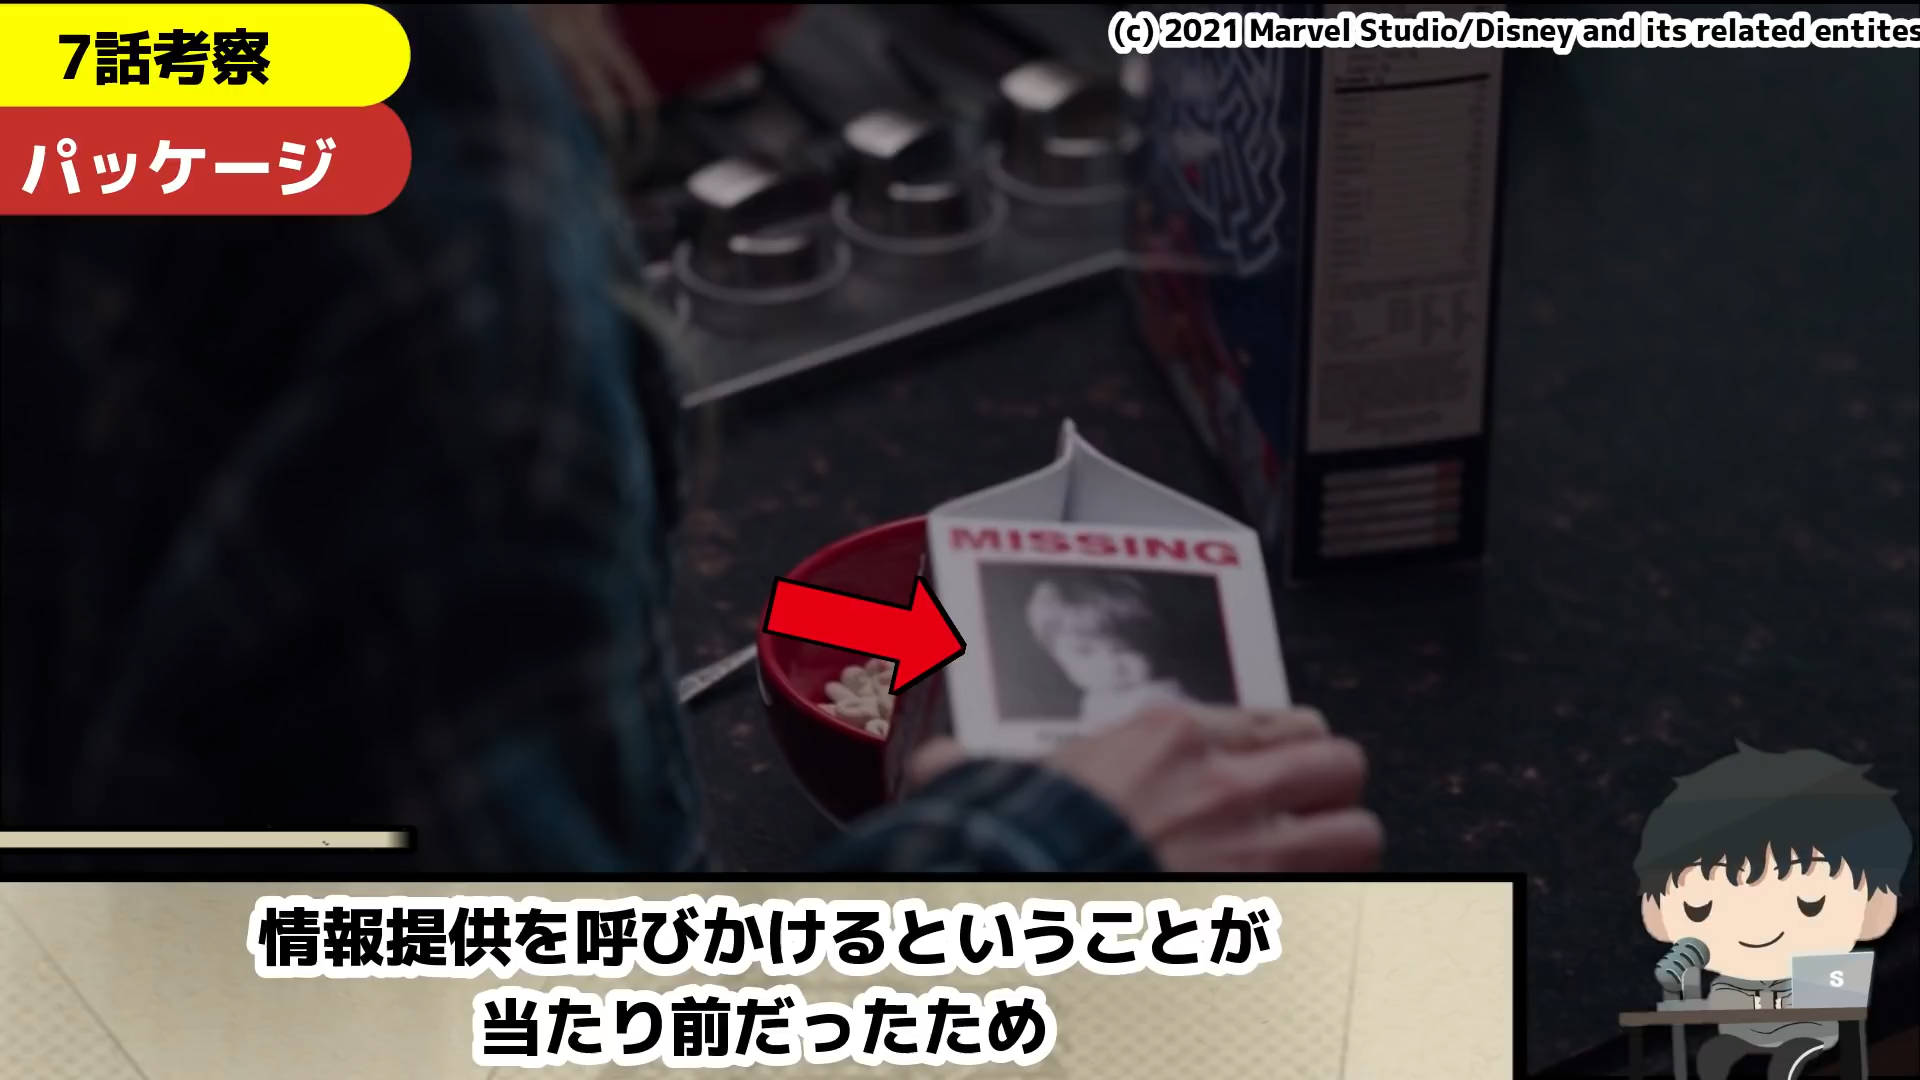 7話考察
(c) 2021 Marvel Studio/Disney and its related entites
パッケージ
MISSING
S
情報提供を呼びかけるということが
当たり前だったため